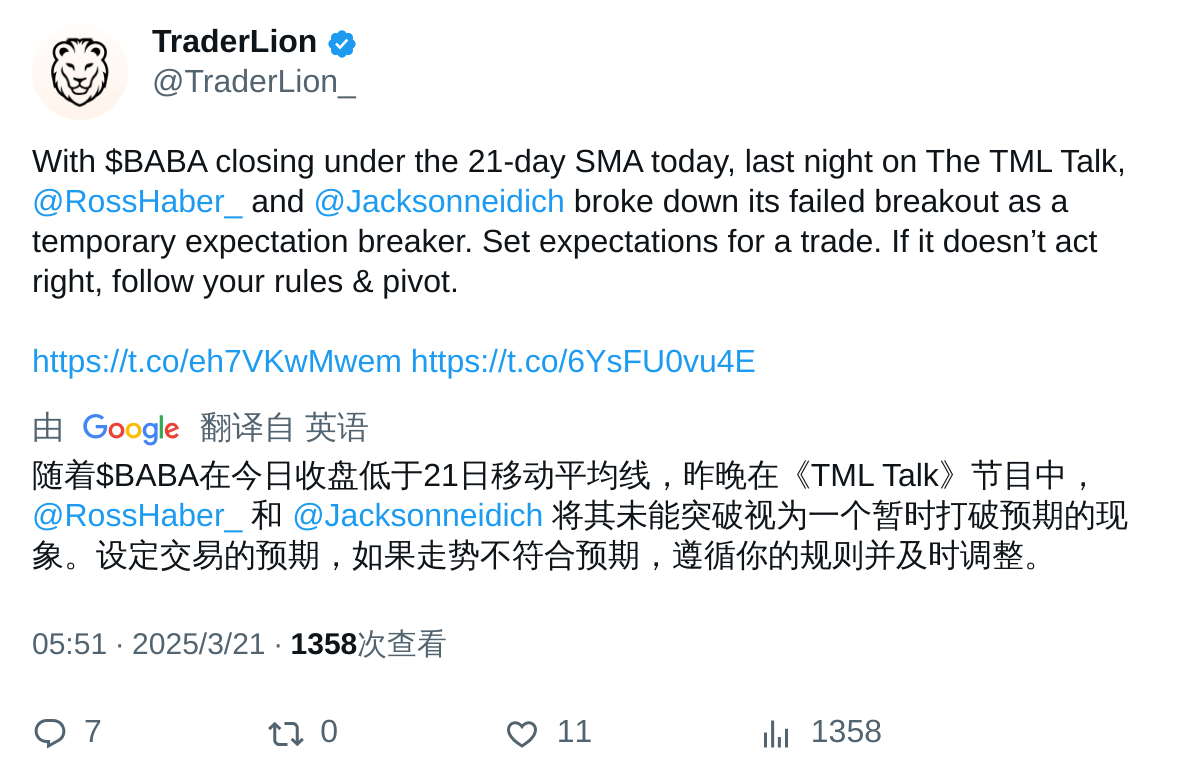 TraderLion
@TraderLion_
With $BABA closing under the 21-day SMA today, last night on The TML Talk,
@RossHaber_ and @Jacksonneidich broke down its failed breakout as a
temporary expectation breaker. Set expectations for a trade. If it doesn’t act
right, follow your rules & pivot.
https://t.co/eh7VKwMwem https://t.co/6YsFU0vu4E
由 Google 翻译自 英语
随着$BABA在今日收盘低于21日移动平均线，昨晚在《TML Talk》节目中，
@RossHaber_ 和 @Jacksonneidich 将其未能突破视为一个暂时打破预期的现
象。设定交易的预期，如果走势不符合预期，遵循你的规则并及时调整。
05:51 · 2025/3/21 · 1358次查看
7 0 11 1358